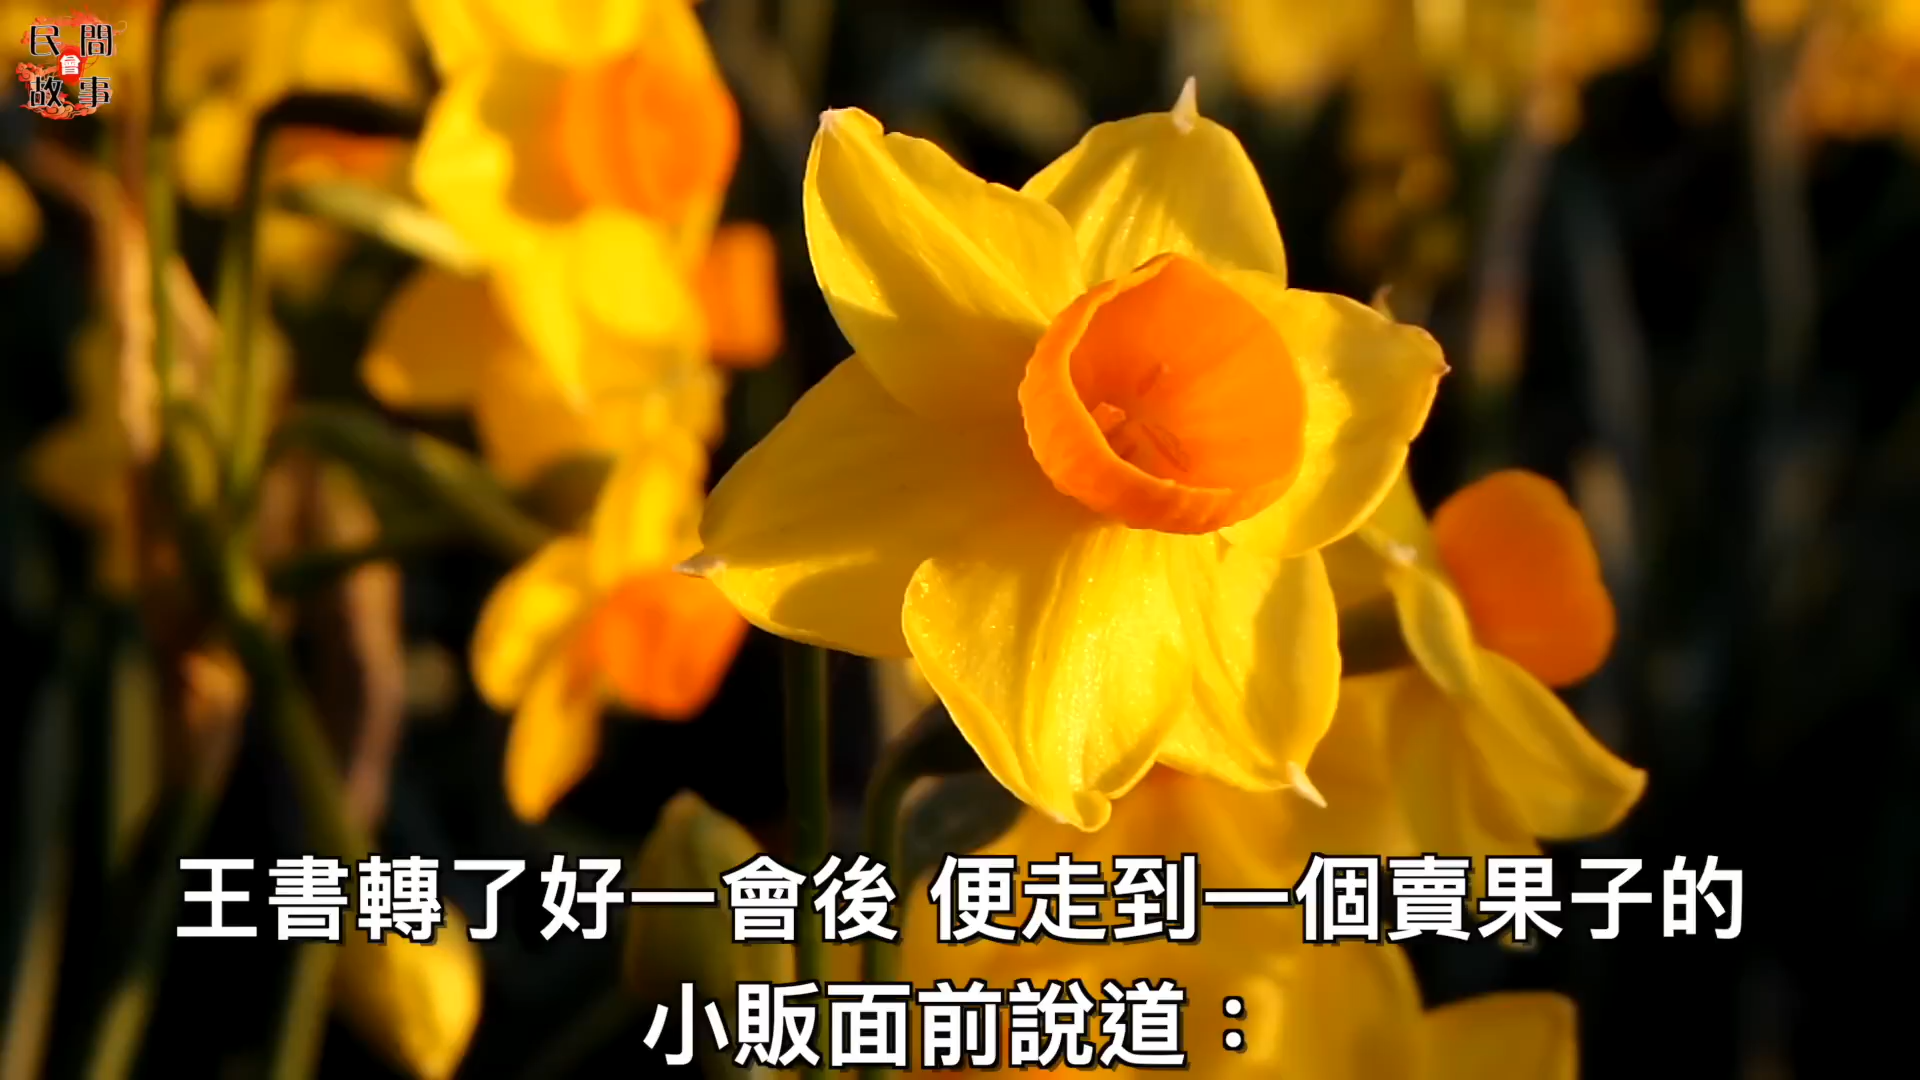 民間
會
故事
王書轉了好一會後 便走到一個賣果子的
小販面前說道：